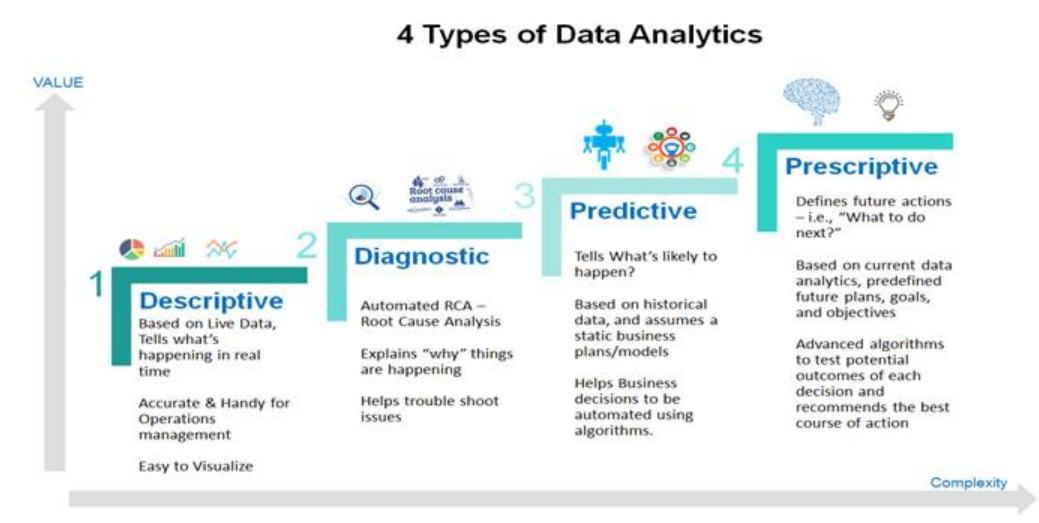 4 Types of Data Analytics
VALUE
1
Descriptive
Based on Live Data,
Tells what's
happening in real
time
Accurate & Handy for
Operations
management
Easy to Visualize
2
Root cause
analysis
Diagnostic
Automated RCA –
Root Cause Analysis
Explains “why” things
are happening
Helps trouble shoot
issues
3
Predictive
Tells What's likely to
happen?
Based on historical
data, and assumes a
static business
plans/models
Helps Business
decisions to be
automated using
algorithms.
4
Prescriptive
Defines future actions
– i.e., “What to do
next?”
Based on current data
analytics, predefined
future plans, goals,
and objectives
Advanced algorithms
to test potential
outcomes of each
decision and
recommends the best
course of action
Complexity